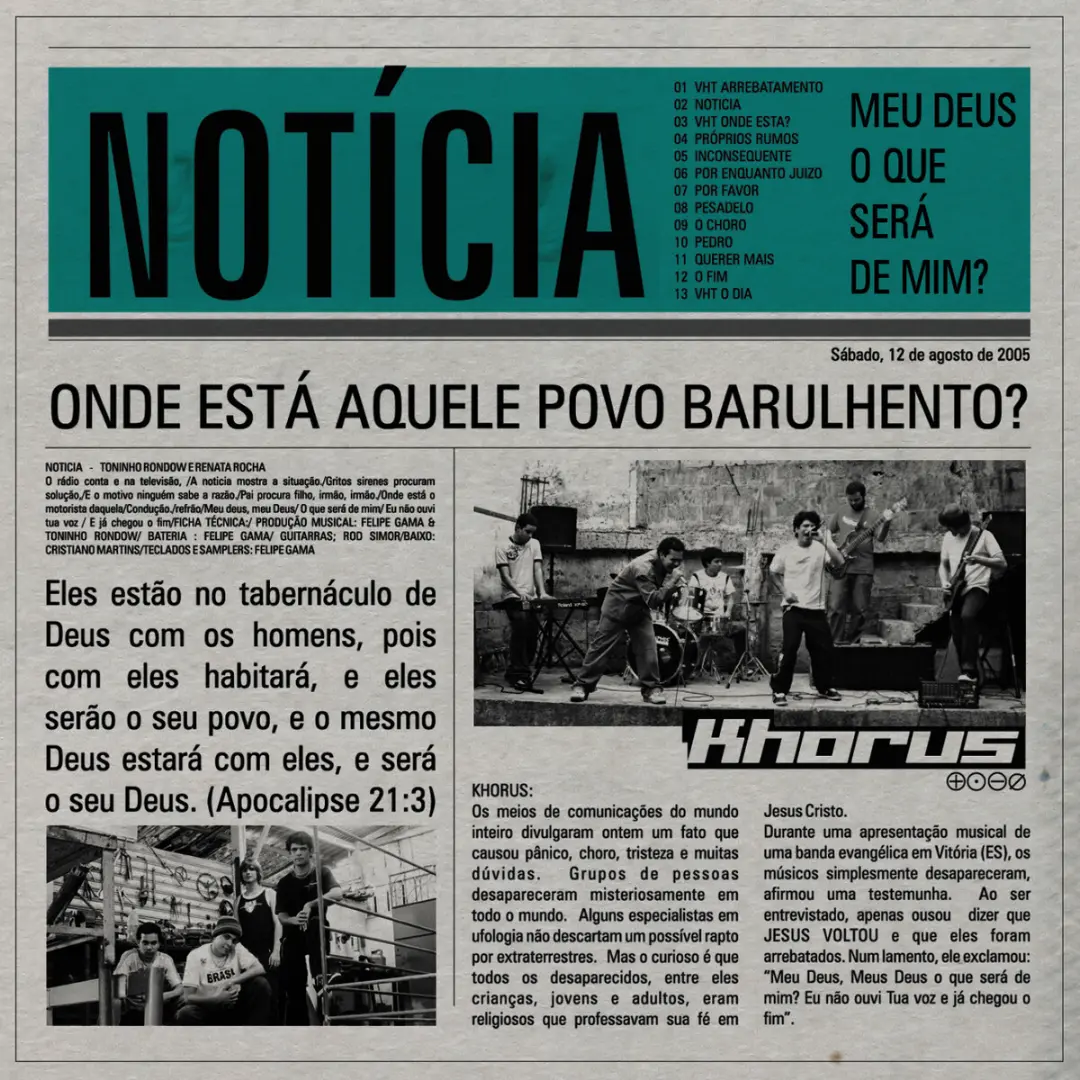 NOTÍCIA
01 VHT ARREBATAMENTO
02 NOTICIA
03 VHT ONDE ESTA?
04 PRÓPRIOS RUMOS
05 INCONSEQUENTE
06 POR ENQUANTO JUIZO
07 POR FAVOR
08 PESADELO
09 O CHORO
10 PEDRO
11 QUERER MAIS
12 O FIM
13 VHT O DIA
MEU DEUS
O QUE
SERÁ
DE MIM?
Sábado, 12 de agosto de 2005
ONDE ESTÁ AQUELE POVO BARULHENTO?
NOTICIA - TONINHO RONDOW E RENATA ROCHA
O rádio conta e na televisão, /A noticia mostra a situação./Gritos sirenes procuram
solução,/E o motivo ninguém sabe a razão./Pai procura filho, irmão, irmão./Onde está o
motorista daquela/Condução./refrão/Meu deus, meu Deus/ O que será de mim/ Eu não ouvi
tua voz / E já chegou o fim/FICHA TÉCNICA:/ PRODUÇÃO MUSICAL: FELIPE GAMA &
TONINHO RONDOW/ BATERIA : FELIPE GAMA/ GUITARRAS; ROD SIMOR/BAIXO:
CRISTIANO MARTINS/TECLADOS E SAMPLERS: FELIPE GAMA
Eles estão no tabernáculo de
Deus com os homens, pois
com eles habitará, e eles
serão o seu povo, e o mesmo
Deus estará com eles, e será
o seu Deus. (Apocalipse 21:3)
BRASIL
Roland
Khorus
KHORUS:
Os meios de comunicações do mundo
inteiro divulgaram ontem um fato que
causou pânico, choro, tristeza e muitas
dúvidas. Grupos de pessoas
desapareceram misteriosamente em
todo o mundo. Alguns especialistas em
ufologia não descartam um possível rapto
por extraterrestres. Mas o curioso é que
todos os desaparecidos, entre eles
crianças, jovens e adultos, eram
religiosos que professavam sua fé em
Jesus Cristo.
Durante uma apresentação musical de
uma banda evangélica em Vitória (ES), os
músicos simplesmente desapareceram,
afirmou uma testemunha. Ao ser
entrevistado, apenas ousou dizer que
JESUS VOLTOU e que eles foram
arrebatados. Num lamento, ele exclamou:
“Meu Deus, Meus Deus o que será de
mim? Eu não ouvi Tua voz e já chegou o
fim”.